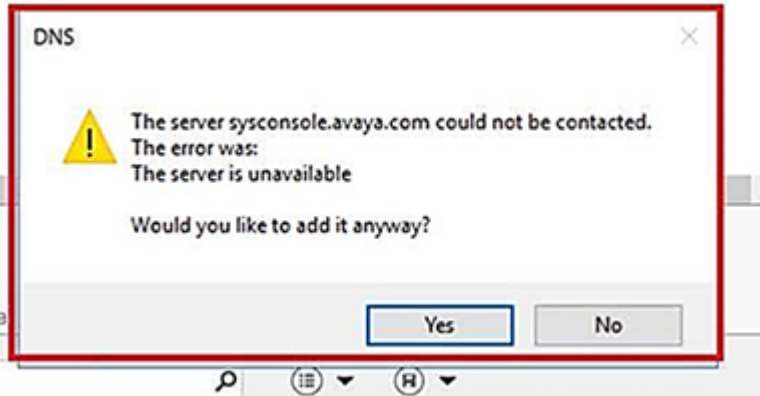 DNS
The server sysconsole.avaya.com could not be contacted.
The error was:
The server is unavailable
Would you like to add it anyway?
Yes
No